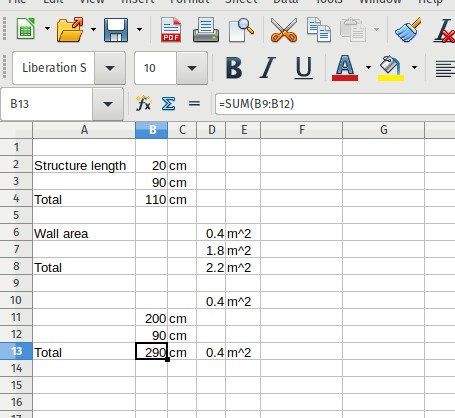 File Edit View Insert Format Sheet Data Tools Window Help
PDF
Liberation S 10 B I U A
B13 fx Σ = =SUM(B9:B12)
A B C D E F G
1
2 Structure length 20 cm
3 90 cm
4 Total 110 cm
5
6 Wall area 0.4 m^2
7 1.8 m^2
8 Total 2.2 m^2
9
10 0.4 m^2
11 200 cm
12 90 cm
13 Total 290 cm 0.4 m^2
14
15
16
17